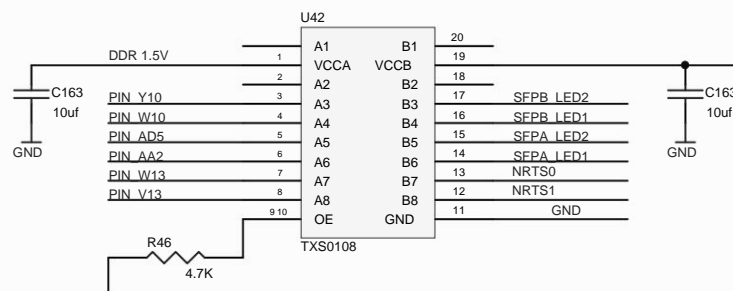 U42
A1 B1 20
DDR 1.5V 1 VCCA VCCB 19
2 A2 B2 18
C163 10uf GND
PIN_Y10 3 A3 B3 17 SFPB_LED2
PIN_W10 4 A4 B4 16 SFPB_LED1
PIN_AD5 5 A5 B5 15 SFPA_LED2
PIN_AA2 6 A6 B6 14 SFPA_LED1
PIN_W13 7 A7 B7 13 NRTS0
PIN_V13 8 A8 B8 12 NRTS1
9 10 OE GND 11 GND
C163 10uf GND
TXS0108
R46
4.7K